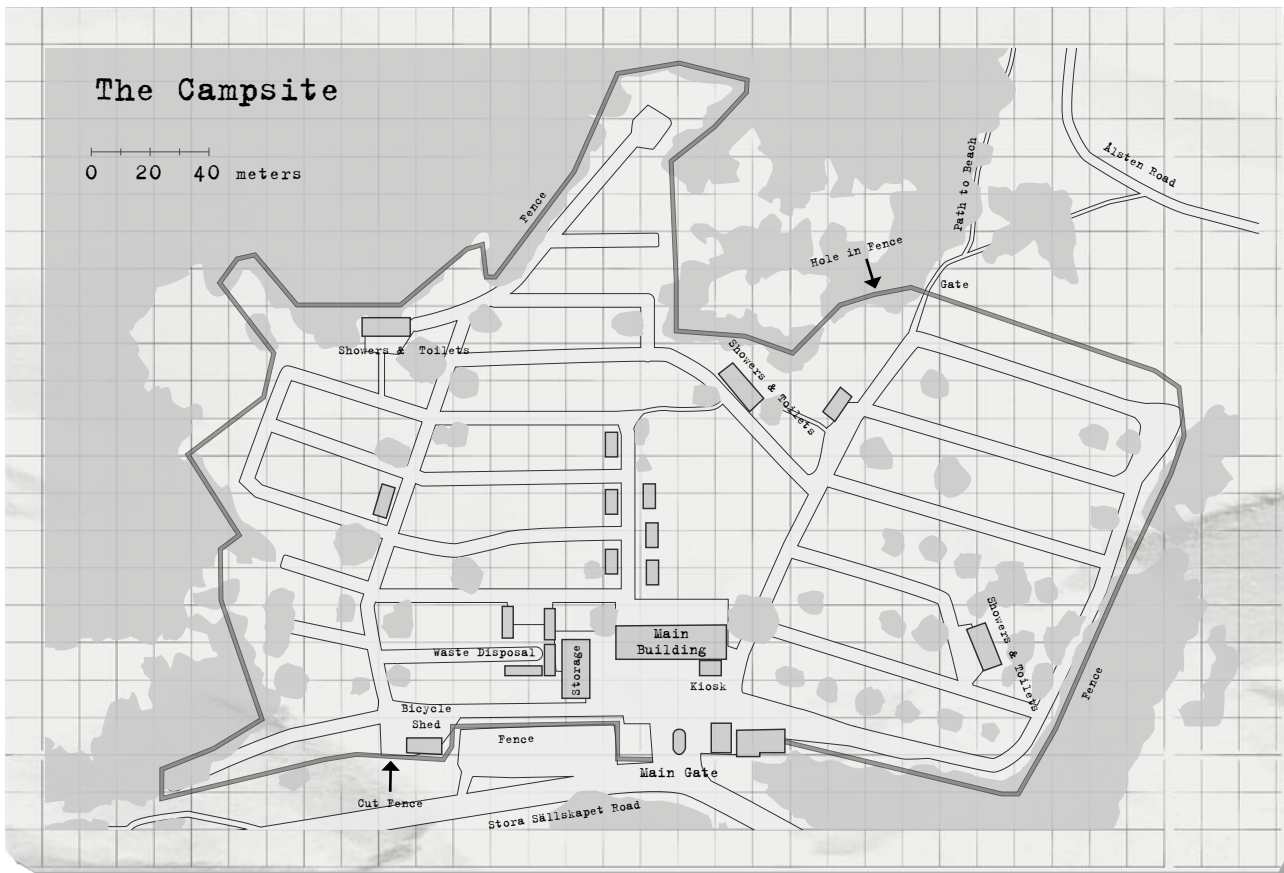 The Campsite
0 20 40 meters
Alsten Road
Path to Beach
Fence
Hole in Fence
Gate
Showers & Toilets
Showers & Toilets
Showers & Toilets
Main
Building
Waste Disposal
Storage
Kiosk
Bicycle
Shed
Fence
Fence
Main Gate
Cut Fence
Stora Sällskapet Road